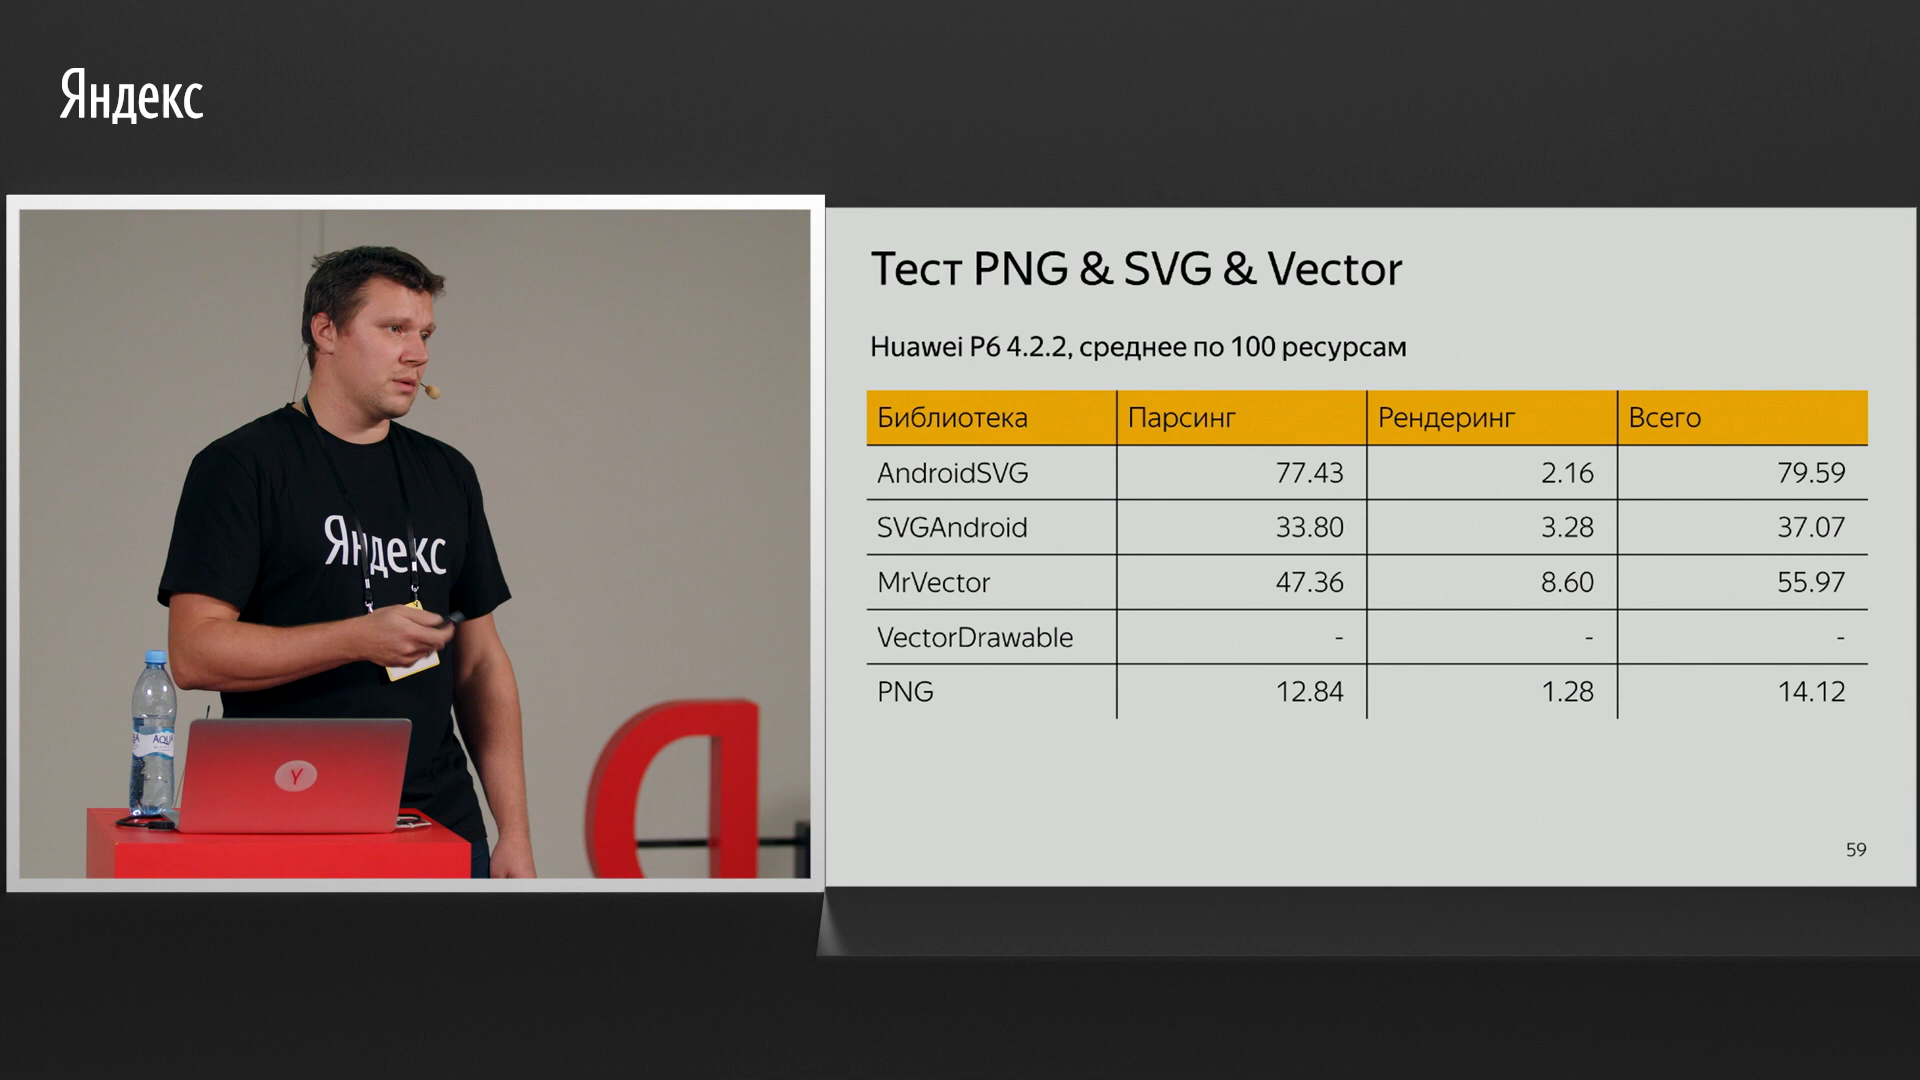 Яндекс
Яндекс
AQUA
Тест PNG & SVG & Vector
Huawei P6 4.2.2, среднее по 100 ресурсам
Библиотека Парсинг Рендеринг Всего
AndroidSVG 77.43 2.16 79.59
SVGAndroid 33.80 3.28 37.07
MrVector 47.36 8.60 55.97
VectorDrawable - - -
PNG 12.84 1.28 14.12
59